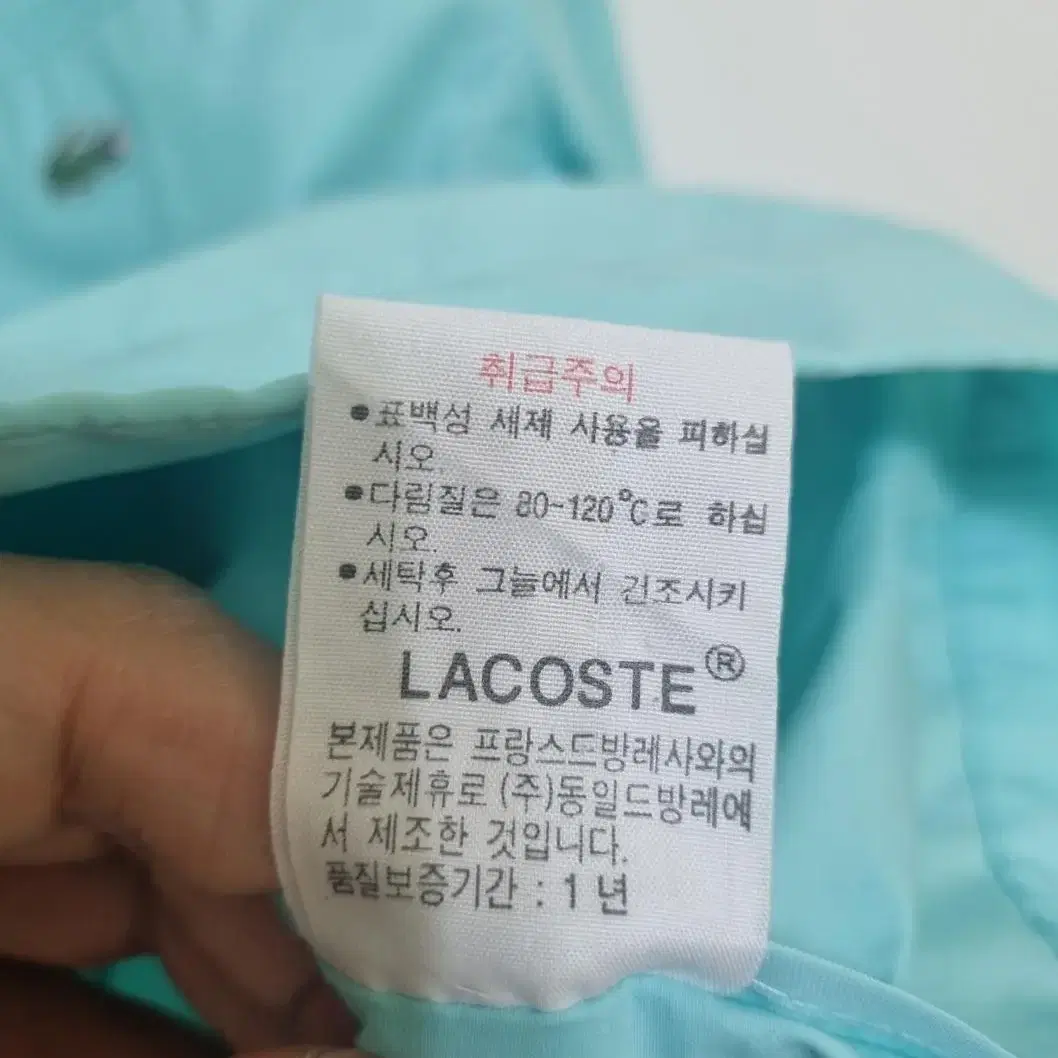 취급주의
●표백성 세제 사용을 피하실
시오.
●다림질은 80-120°C로 하십
시오.
●세탁후 그늘에서 긴조시키
십시오.
LACOSTE®
본제품은 프랑스드방레사와의
기술제휴로 (주)동일드방레에
서 제조한 것입니다.
품질보증기간 : 1년